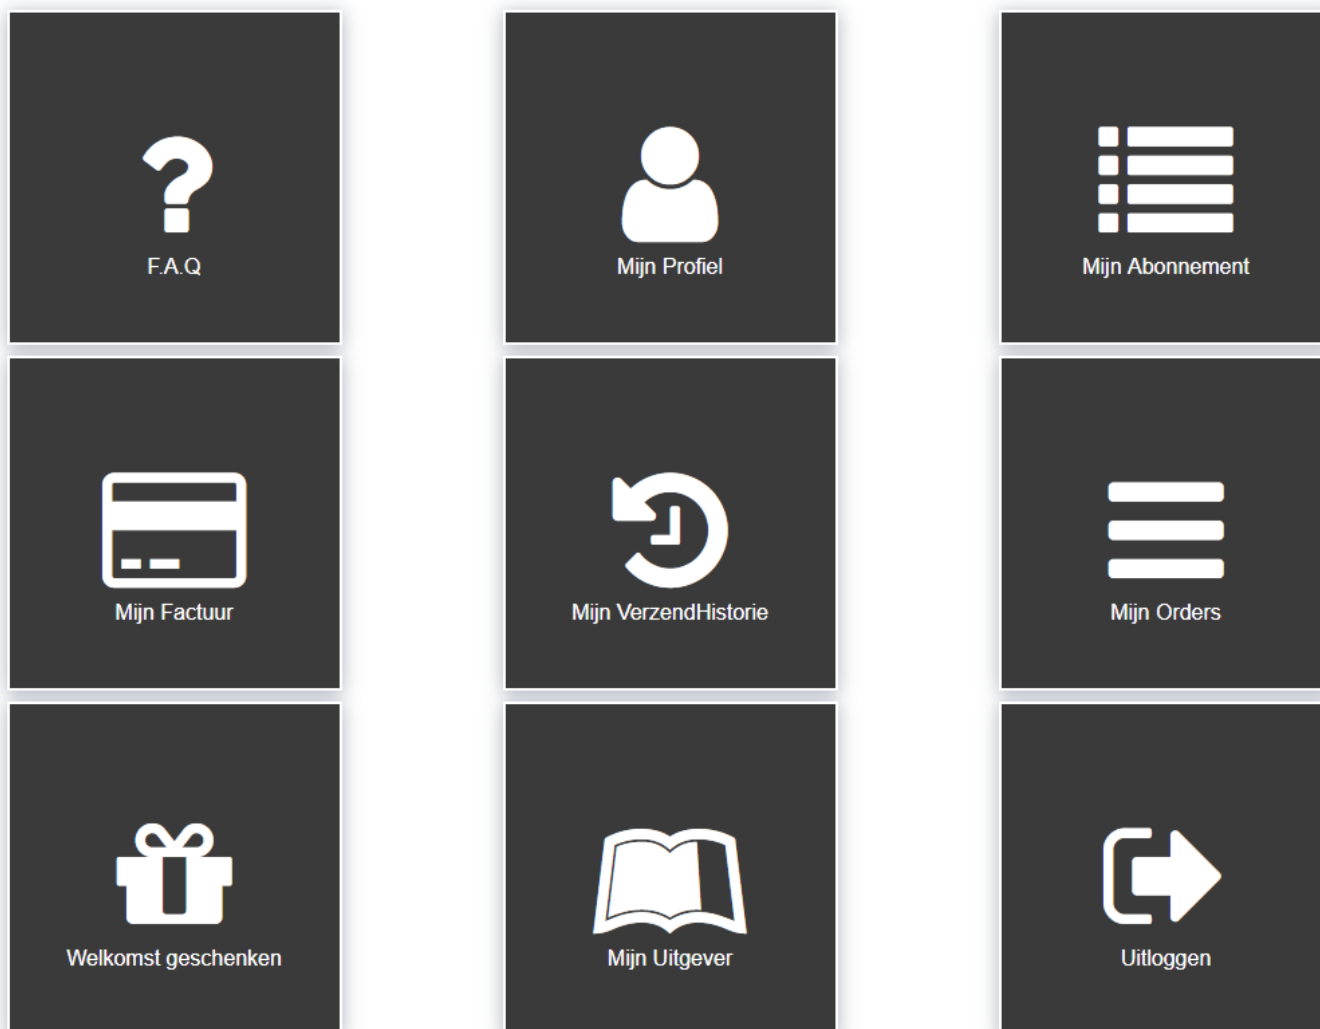 F.A.Q
Mijn Profiel
Mijn Abonnement
Mijn Factuur
Mijn VerzendHistorie
Mijn Orders
Welkomst geschenken
Mijn Uitgever
Uitloggen